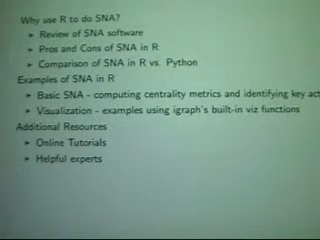 Why use R to do SNA?
▸ Review of SNA software
▸ Pros and Cons of SNA in R
▸ Comparison of SNA in R vs. Python
Examples of SNA in R
▸ Basic SNA - computing centrality metrics and identifying key act
▸ Visualization - examples using igraph's built-in viz functions
Additional Resources
▸ Online Tutorials
▸ Helpful experts